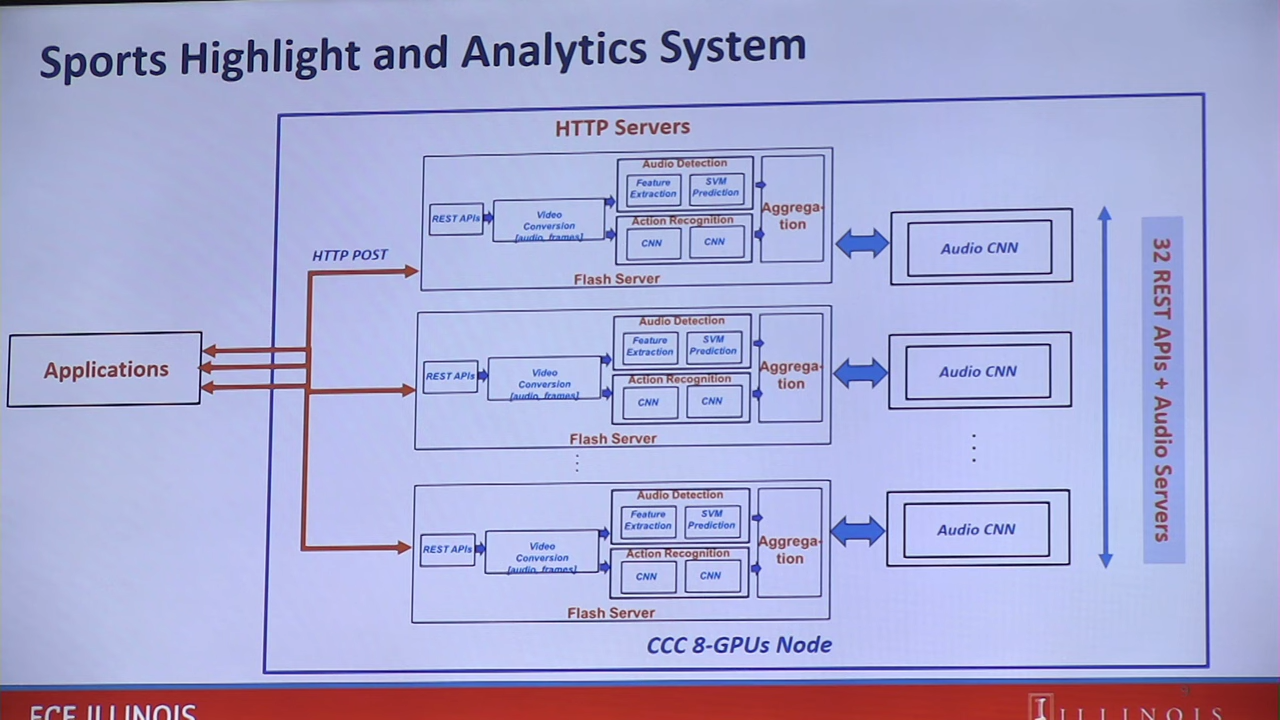 Sports Highlight and Analytics System
HTTP Servers
Audio Detection
Feature
Extraction
SVM
Prediction
Aggrega-
tion
REST APIs
Video
Conversion
[audio, frames]
Action Recognition
CNN
CNN
Flash Server
HTTP POST
Audio CNN
Audio Detection
Feature
Extraction
SVM
Prediction
Aggrega-
tion
REST APIs
Video
Conversion
[audio, frames]
Action Recognition
CNN
CNN
Flash Server
Applications
Audio CNN
Audio Detection
Feature
Extraction
SVM
Prediction
Aggrega-
tion
REST APIs
Video
Conversion
[audio, frames]
Action Recognition
CNN
CNN
Flash Server
Audio CNN
32 REST APIs + Audio Servers
CCC 8-GPUs Node
ECE ILLINOIS
I ILLINOIS